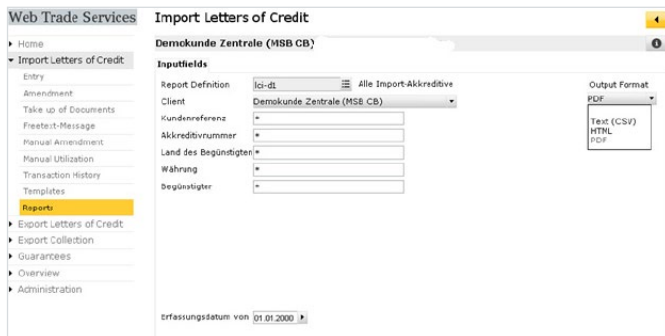 Web Trade Services
Import Letters of Credit
Home
Import Letters of Credit
Entry
Amendment
Take up of Documents
Freetext-Message
Manual Amendment
Manual Utilization
Transaction History
Templates
Reports
Export Letters of Credit
Export Collection
Guarantees
Overview
Administration
Demokunde Zentrale (MSB CB)
Inputfields
Report Definition lci-d1 Alle Import-Akkreditive
Client Demokunde Zentrale (MSB CB)
Kundenreferenz *
Akkreditivnummer *
Land des Begünstigten *
Währung *
Begünstigter *
Erfassungsdatum von 01.01.2000
Output Format
PDF
Text (CSV)
HTML
PDF